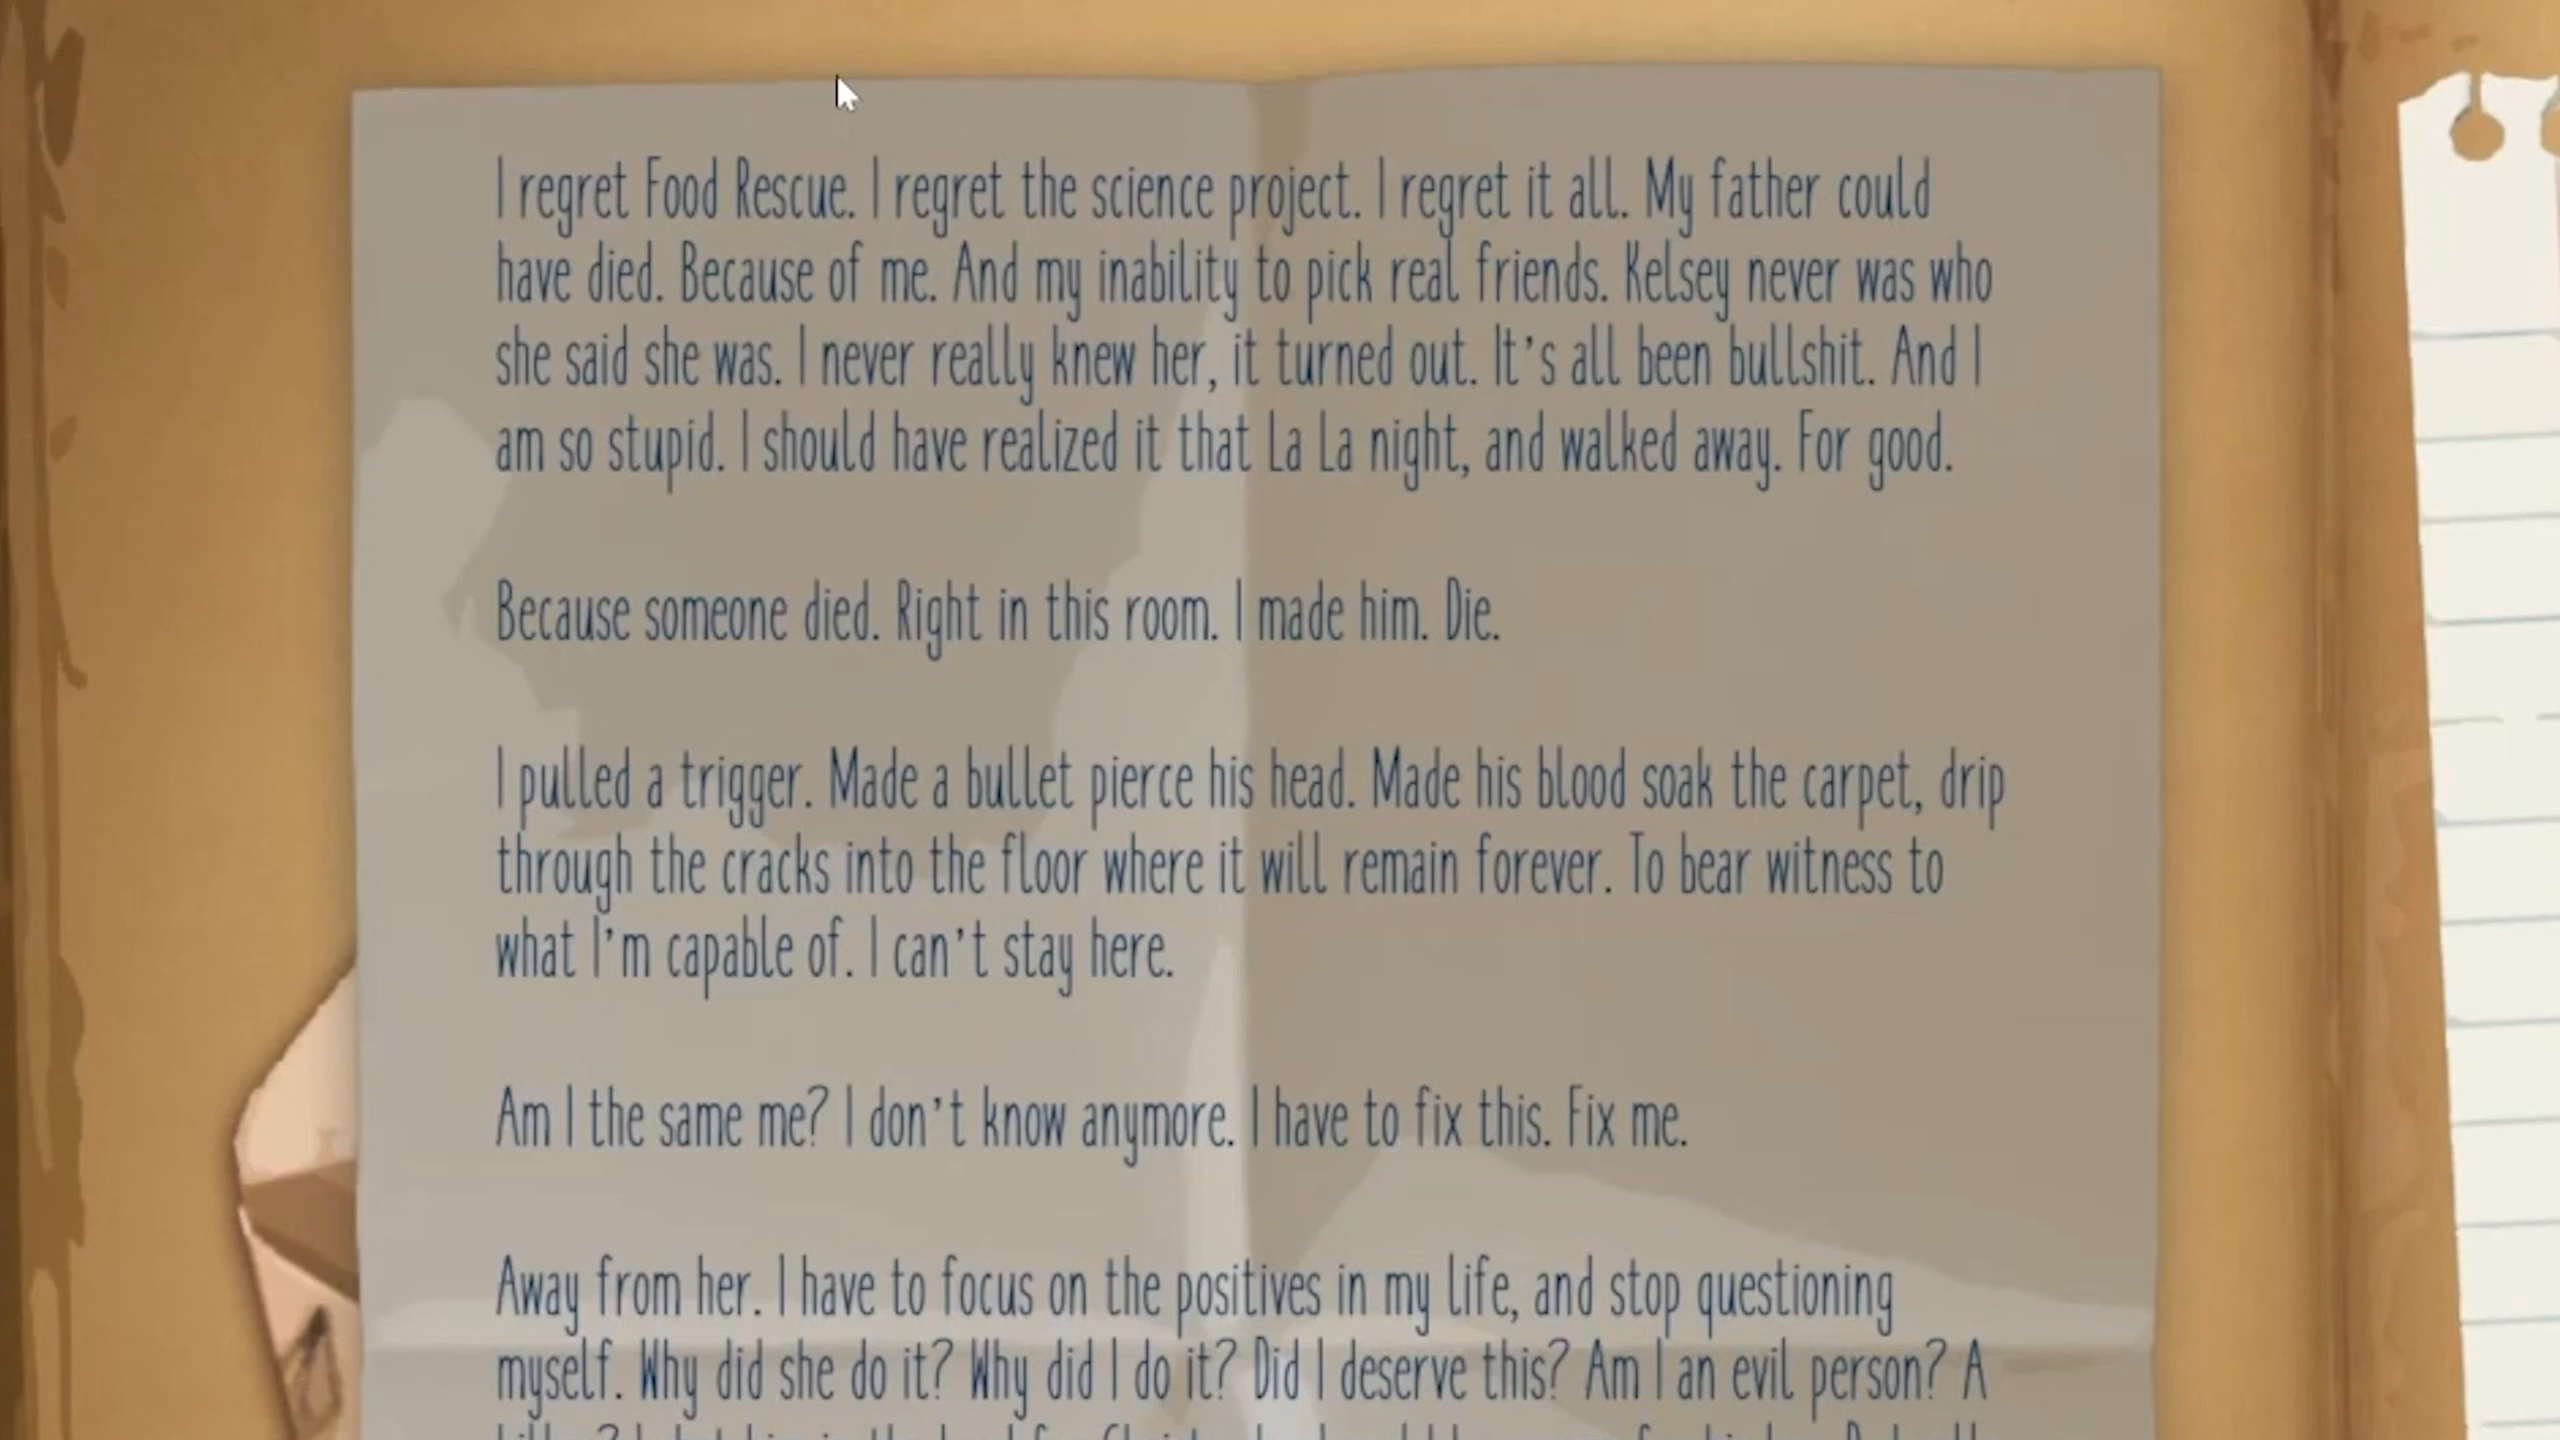 I regret Food Rescue. I regret the science project. I regret it all. My father could
have died. Because of me. And my inability to pick real friends. Kelsey never was who
she said she was. I never really knew her, it turned out. It's all been bullshit. And I
am so stupid. I should have realized it that La La night, and walked away. For good.
Because someone died. Right in this room. I made him. Die.
I pulled a trigger. Made a bullet pierce his head. Made his blood soak the carpet, drip
through the cracks into the floor where it will remain forever. To bear witness to
what I'm capable of. I can't stay here.
Am I the same me? I don't know anymore. I have to fix this. Fix me.
Away from her. I have to focus on the positives in my life, and stop questioning
myself. Why did she do it? Why did I do it? Did I deserve this? Am I an evil person? A